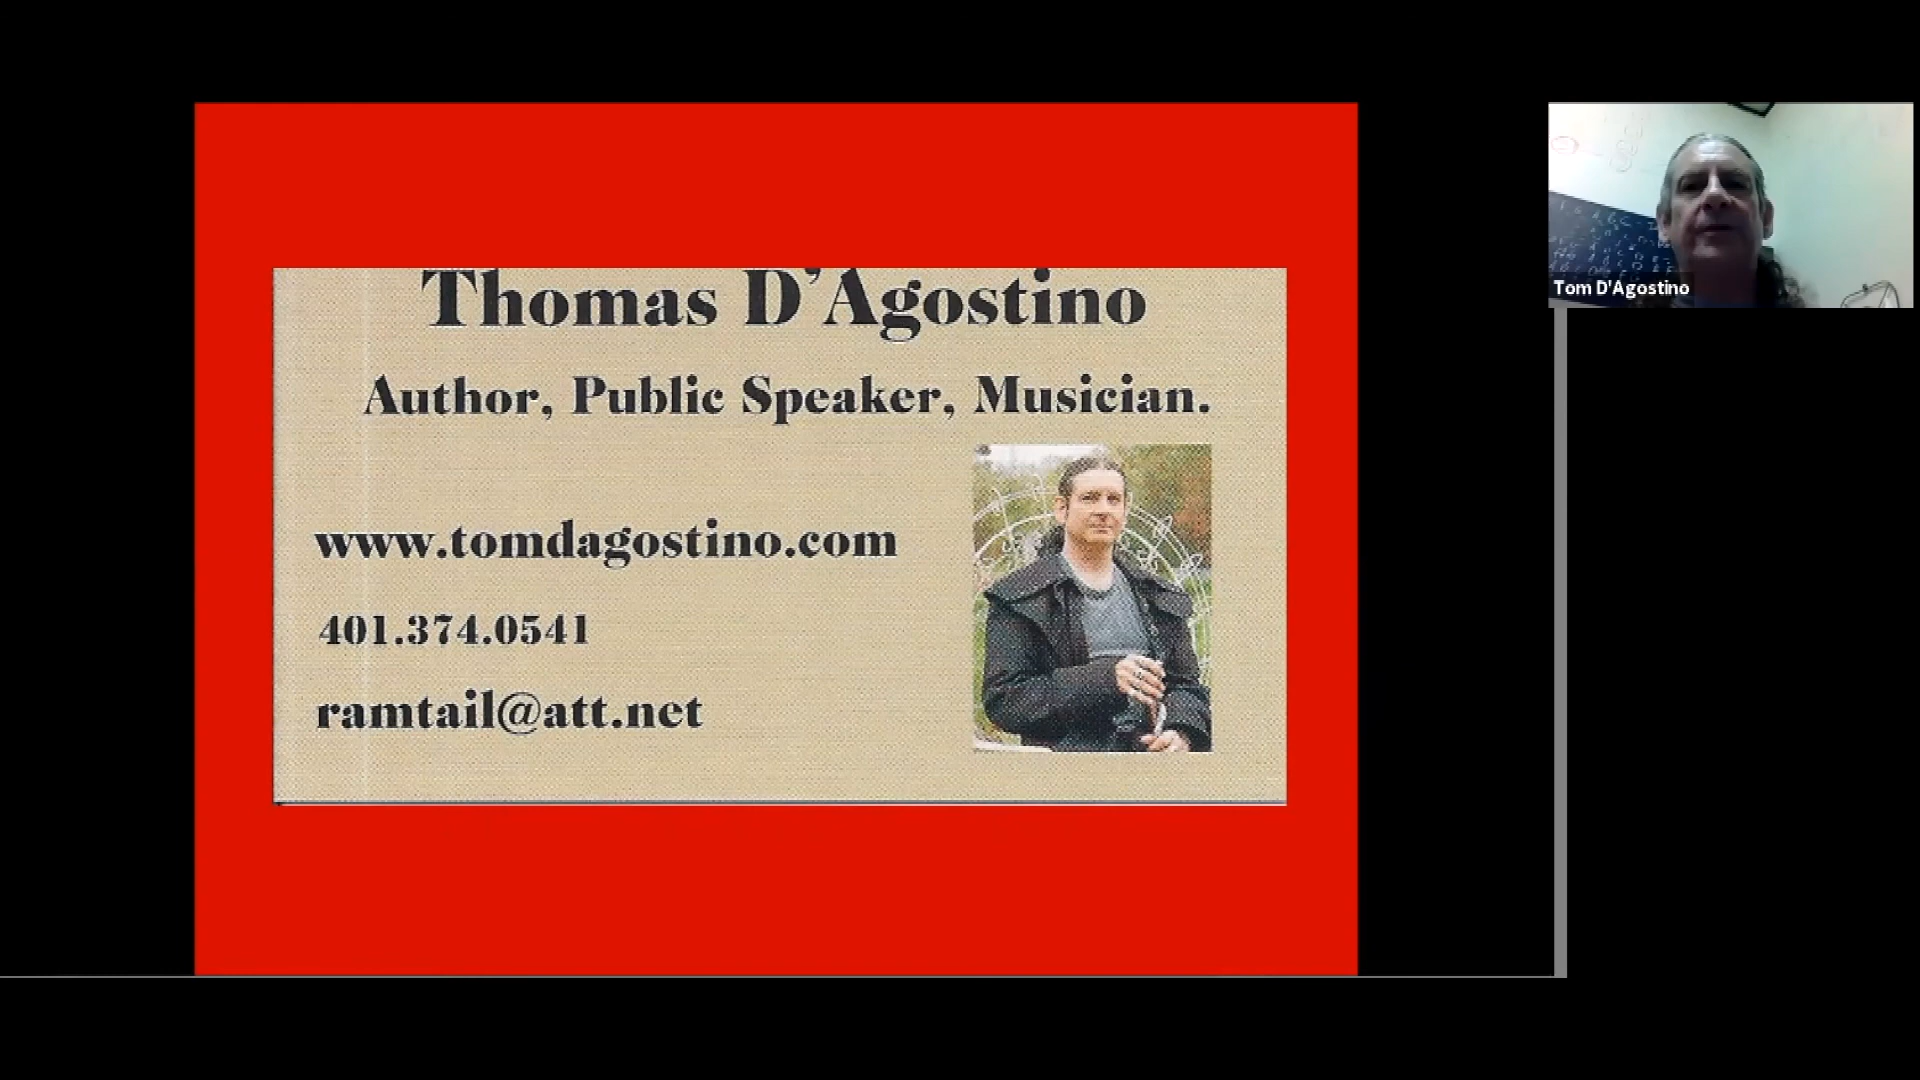 Thomas D'Agostino
Author, Public Speaker, Musician.
www.tomdagostino.com
401.374.0541
ramtail@att.net
Tom D'Agostino